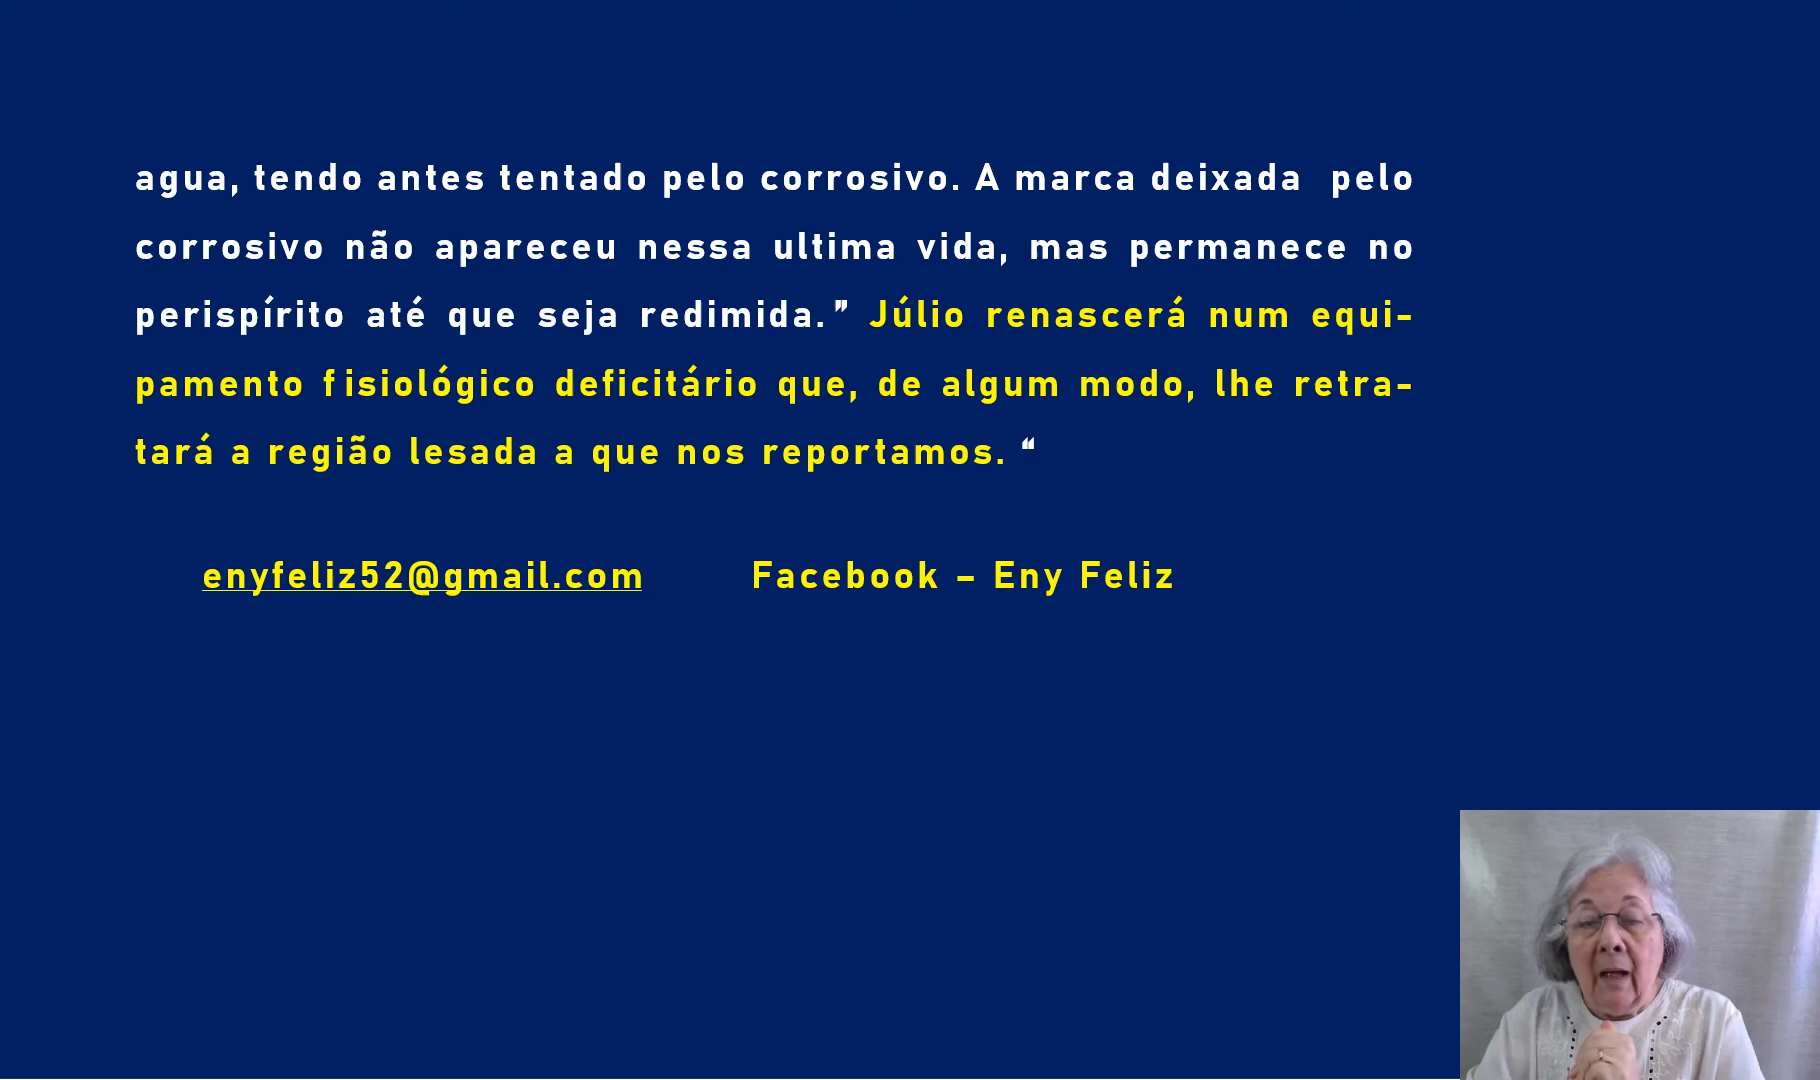 agua, tendo antes tentado pelo corrosivo. A marca deixada pelo
corrosivo não apareceu nessa ultima vida, mas permanece no
perispírito até que seja redimida.” Júlio renascerá num equi-
pamento fisiológico deficitário que, de algum modo, lhe retra-
tará a região lesada a que nos reportamos. “
enyfeliz52@gmail.com Facebook – Eny Feliz